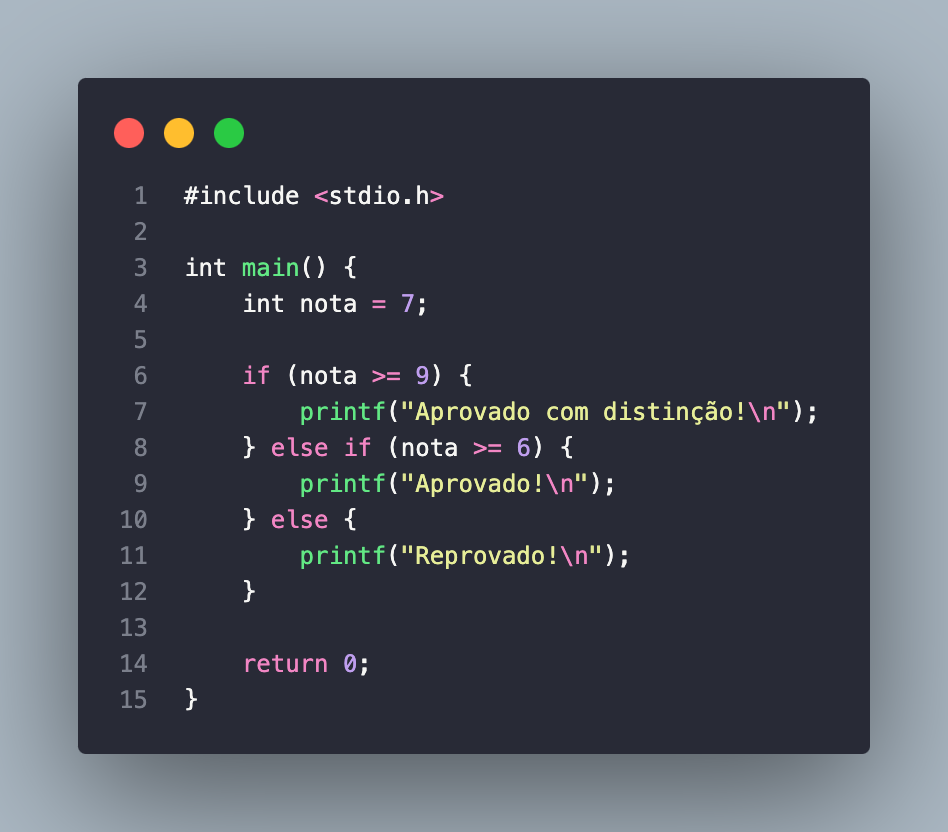 1 #include <stdio.h>
2
3 int main() {
4     int nota = 7;
5
6     if (nota >= 9) {
7         printf("Aprovado com distinção!\n");
8     } else if (nota >= 6) {
9         printf("Aprovado!\n");
10     } else {
11         printf("Reprovado!\n");
12     }
13
14     return 0;
15 }